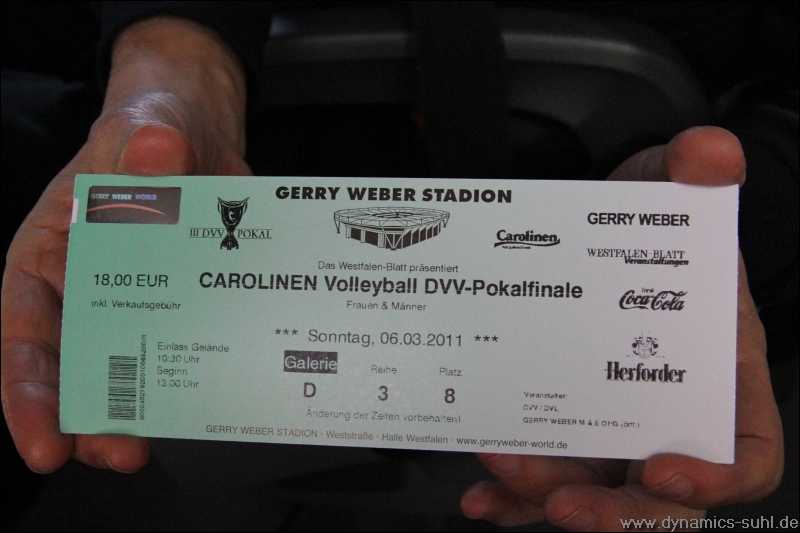 GERRY WEBER WORLD
GERRY WEBER STADION
III DVV POKAL
Carolinen
GERRY WEBER
WESTFALEN-BLATT
Veranstaltungen
Das Westfalen-Blatt präsentiert
18,00 EUR
CAROLINEN Volleyball DVV-Pokalfinale
inkl. Verkaufsgebühr
Frauen & Männer
Coca-Cola
*** Sonntag, 06.03.2011 ***
Einlass Gelände
10:30 Uhr
Beginn
13:00 Uhr
Galerie Reihe Platz
D 3 8
Herforder
Änderung der Zeiten vorbehalten!
Veranstalter:
DVV / DVL
GERRY WEBER STADION · Weststraße · Halle Westfalen · www.gerryweber-world.de
www.dynamics-suhl.de